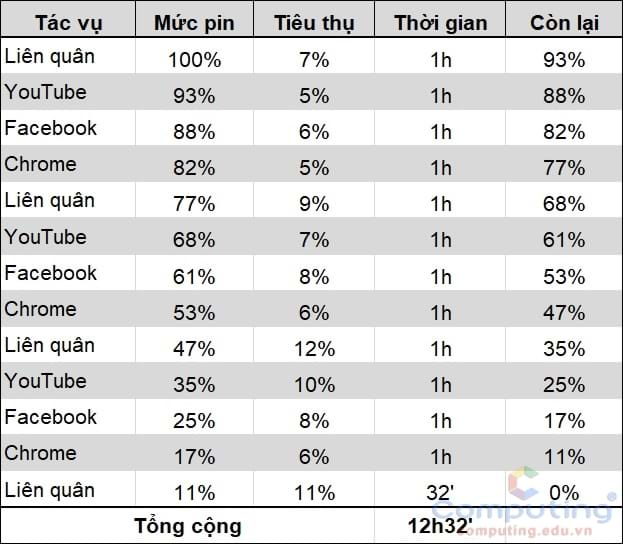 Tác vụ Mức pin Tiêu thụ Thời gian Còn lại
Liên quân 100% 7% 1h 93%
YouTube 93% 5% 1h 88%
Facebook 88% 6% 1h 82%
Chrome 82% 5% 1h 77%
Liên quân 77% 9% 1h 68%
YouTube 68% 7% 1h 61%
Facebook 61% 8% 1h 53%
Chrome 53% 6% 1h 47%
Liên quân 47% 12% 1h 35%
YouTube 35% 10% 1h 25%
Facebook 25% 8% 1h 17%
Chrome 17% 6% 1h 11%
Liên quân 11% 11% 32' 0%
Tổng cộng 12h32'
Computing
computing.edu.vn